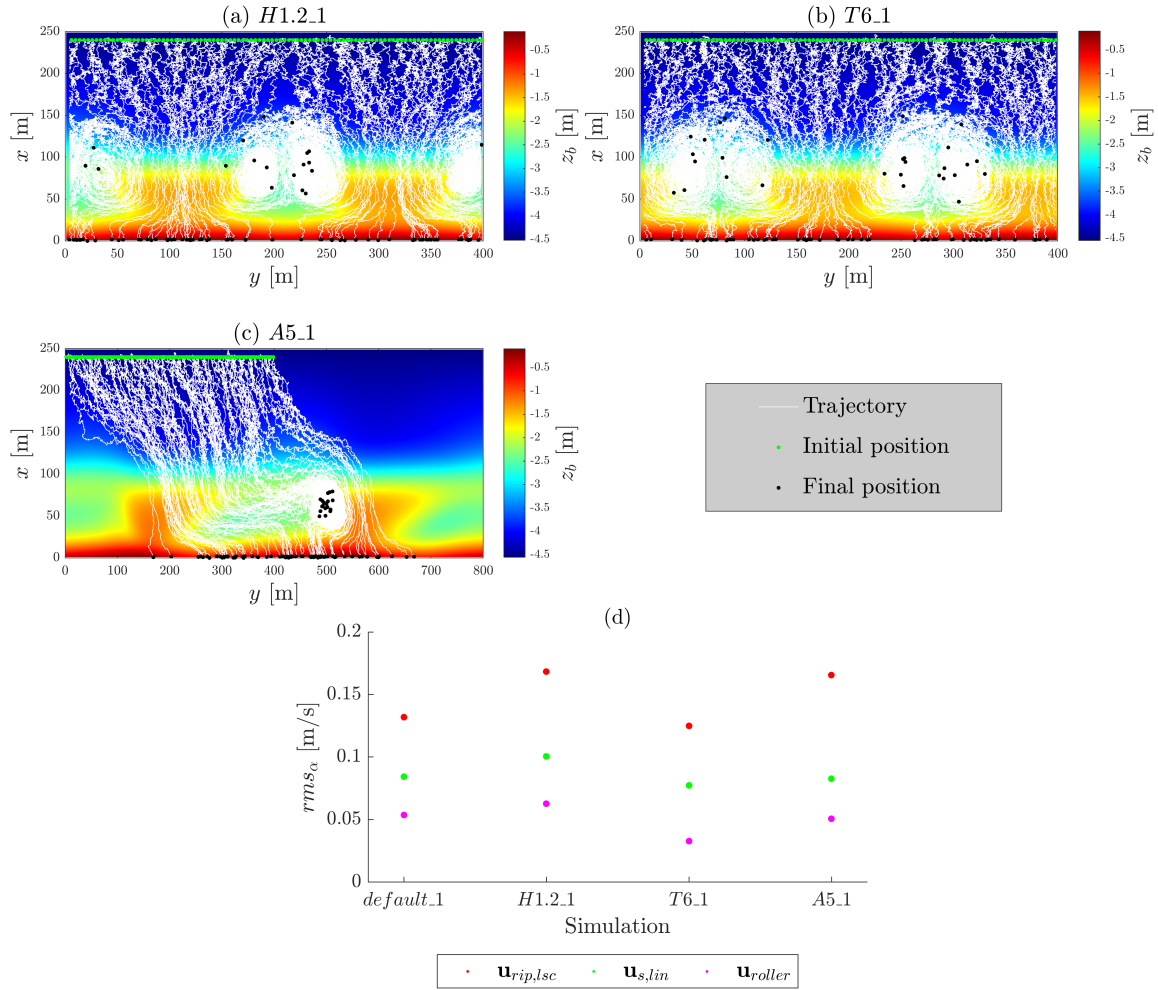 (a) H1.2_1
250
200
150
100
50
0
x [m]
0 50 100 150 200 250 300 350 400
y [m]
-0.5
-1
-1.5
-2
-2.5
-3
-3.5
-4
-4.5
z_b [m]
(b) T6_1
250
200
150
100
50
0
x [m]
0 50 100 150 200 250 300 350 400
y [m]
-0.5
-1
-1.5
-2
-2.5
-3
-3.5
-4
-4.5
z_b [m]
(c) A5_1
250
200
150
100
50
0
x [m]
0 100 200 300 400 500 600 700 800
y [m]
-0.5
-1
-1.5
-2
-2.5
-3
-3.5
-4
-4.5
z_b [m]
Trajectory
Initial position
Final position
(d)
0.2
0.15
0.1
0.05
0
rms_α [m/s]
default_1 H1.2_1 T6_1 A5_1
Simulation
u_rip,lsc u_s,lin u_roller